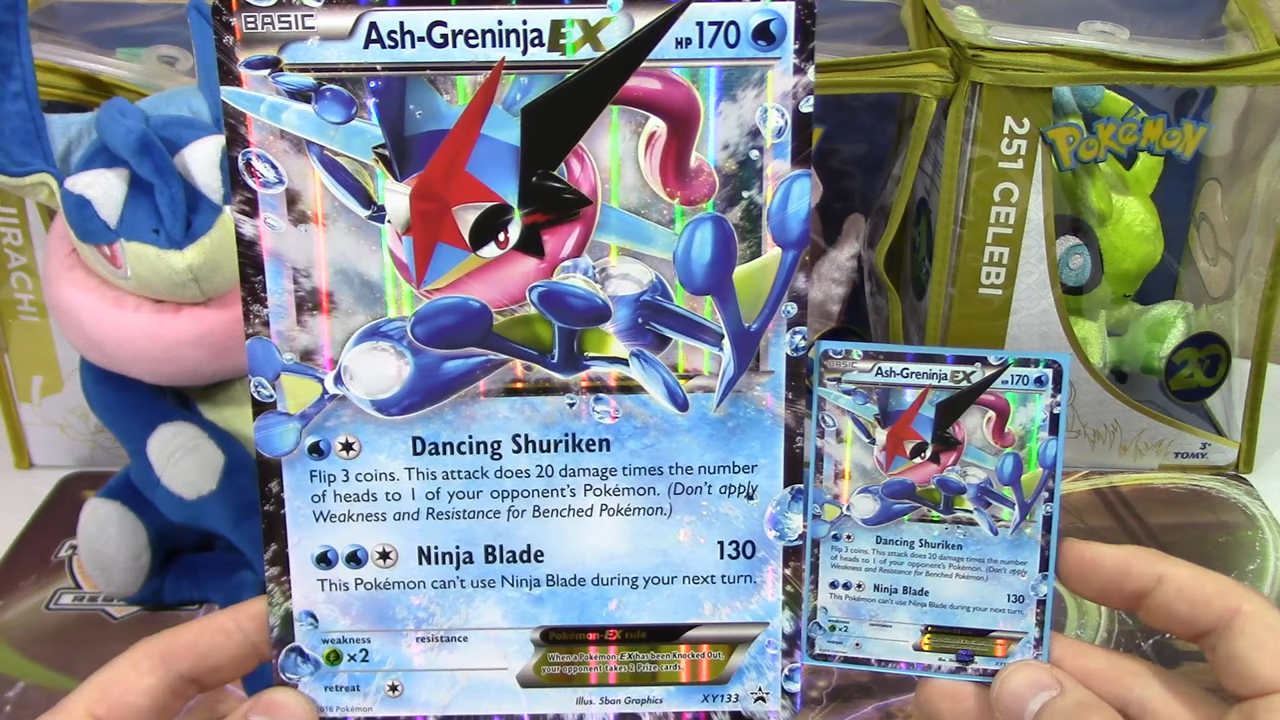 BASIC
Ash-Greninja EX
HP 170
Dancing Shuriken
Flip 3 coins. This attack does 20 damage times the number
of heads to 1 of your opponent's Pokémon. (Don't apply
Weakness and Resistance for Benched Pokémon.)
Ninja Blade 130
This Pokémon can't use Ninja Blade during your next turn.
weakness
resistance
×2
retreat
Pokémon-EX rule
When a Pokémon-EX has been Knocked Out,
your opponent takes 2 Prize cards.
Illus. 5ban Graphics
XY133
2016 Pokémon
BASIC
Ash-Greninja EX
HP 170
Dancing Shuriken
Flip 3 coins. This attack does 20 damage times the number
of heads to 1 of your opponent's Pokémon. (Don't apply
Weakness and Resistance for Benched Pokémon.)
Ninja Blade 130
This Pokémon can't use Ninja Blade during your next turn.
×2
JIRACHI
251 CELEBI
POKéMON
20
3+
TOMY